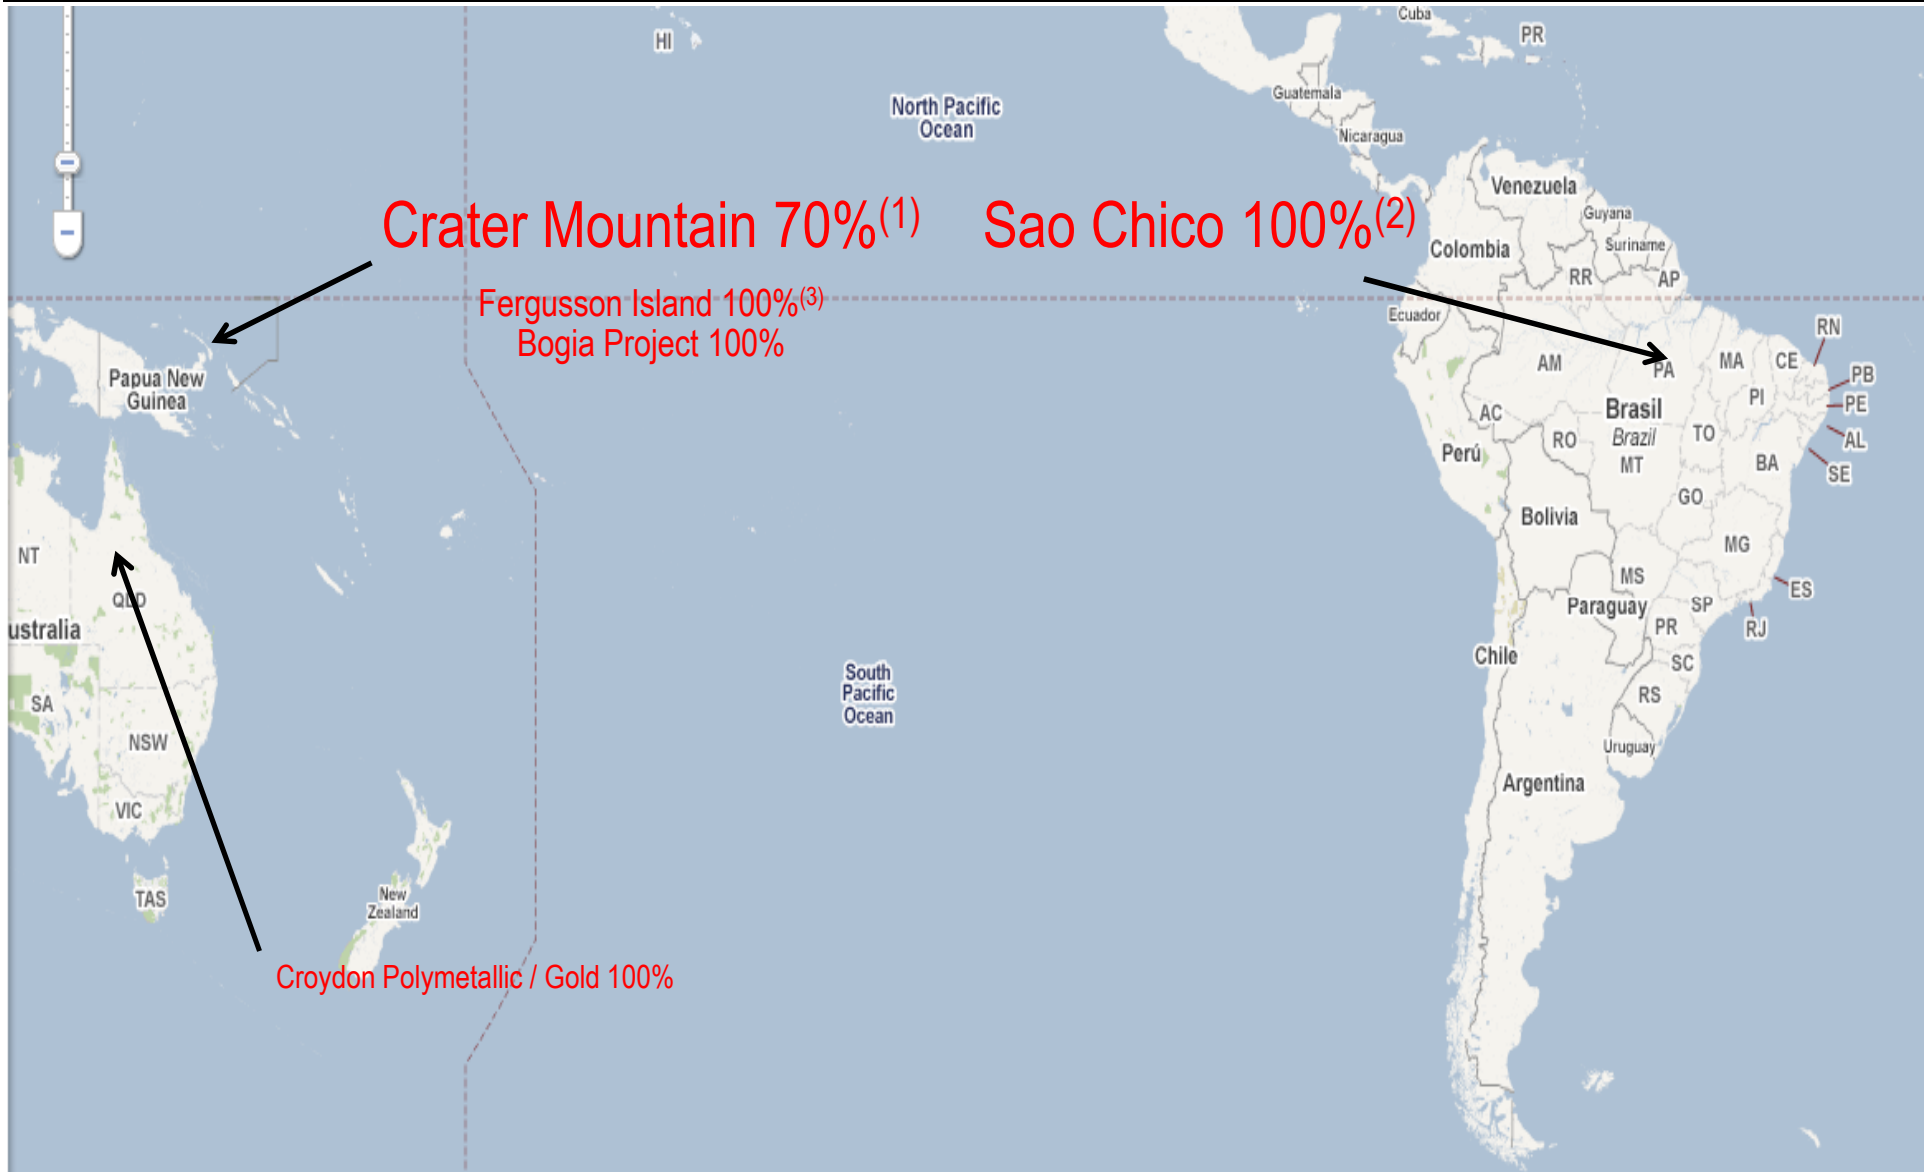 Cuba
HI
PR
Guatemala
North Pacific
Ocean
Nicaragua
Venezuela
Crater Mountain 70%(1)
Sao Chico 100%(2)
Guyana
Suriname
Colombia
RR
AP
Fergusson Island 100%(3)
Bogia Project 100%
Ecuador
RN
AM
PA
MA
CE
PB
Papua New
Guinea
PI
PE
AC
Brasil
Brazil
RO
TO
AL
Perú
MT
BA
SE
GO
Bolivia
NT
MG
MS
ES
QLD
Paraguay
SP
ustralia
PR
RJ
Chile
SC
South
Pacific
Ocean
SA
RS
NSW
Uruguay
Argentina
VIC
TAS
New
Zealand
Croydon Polymetallic / Gold 100%